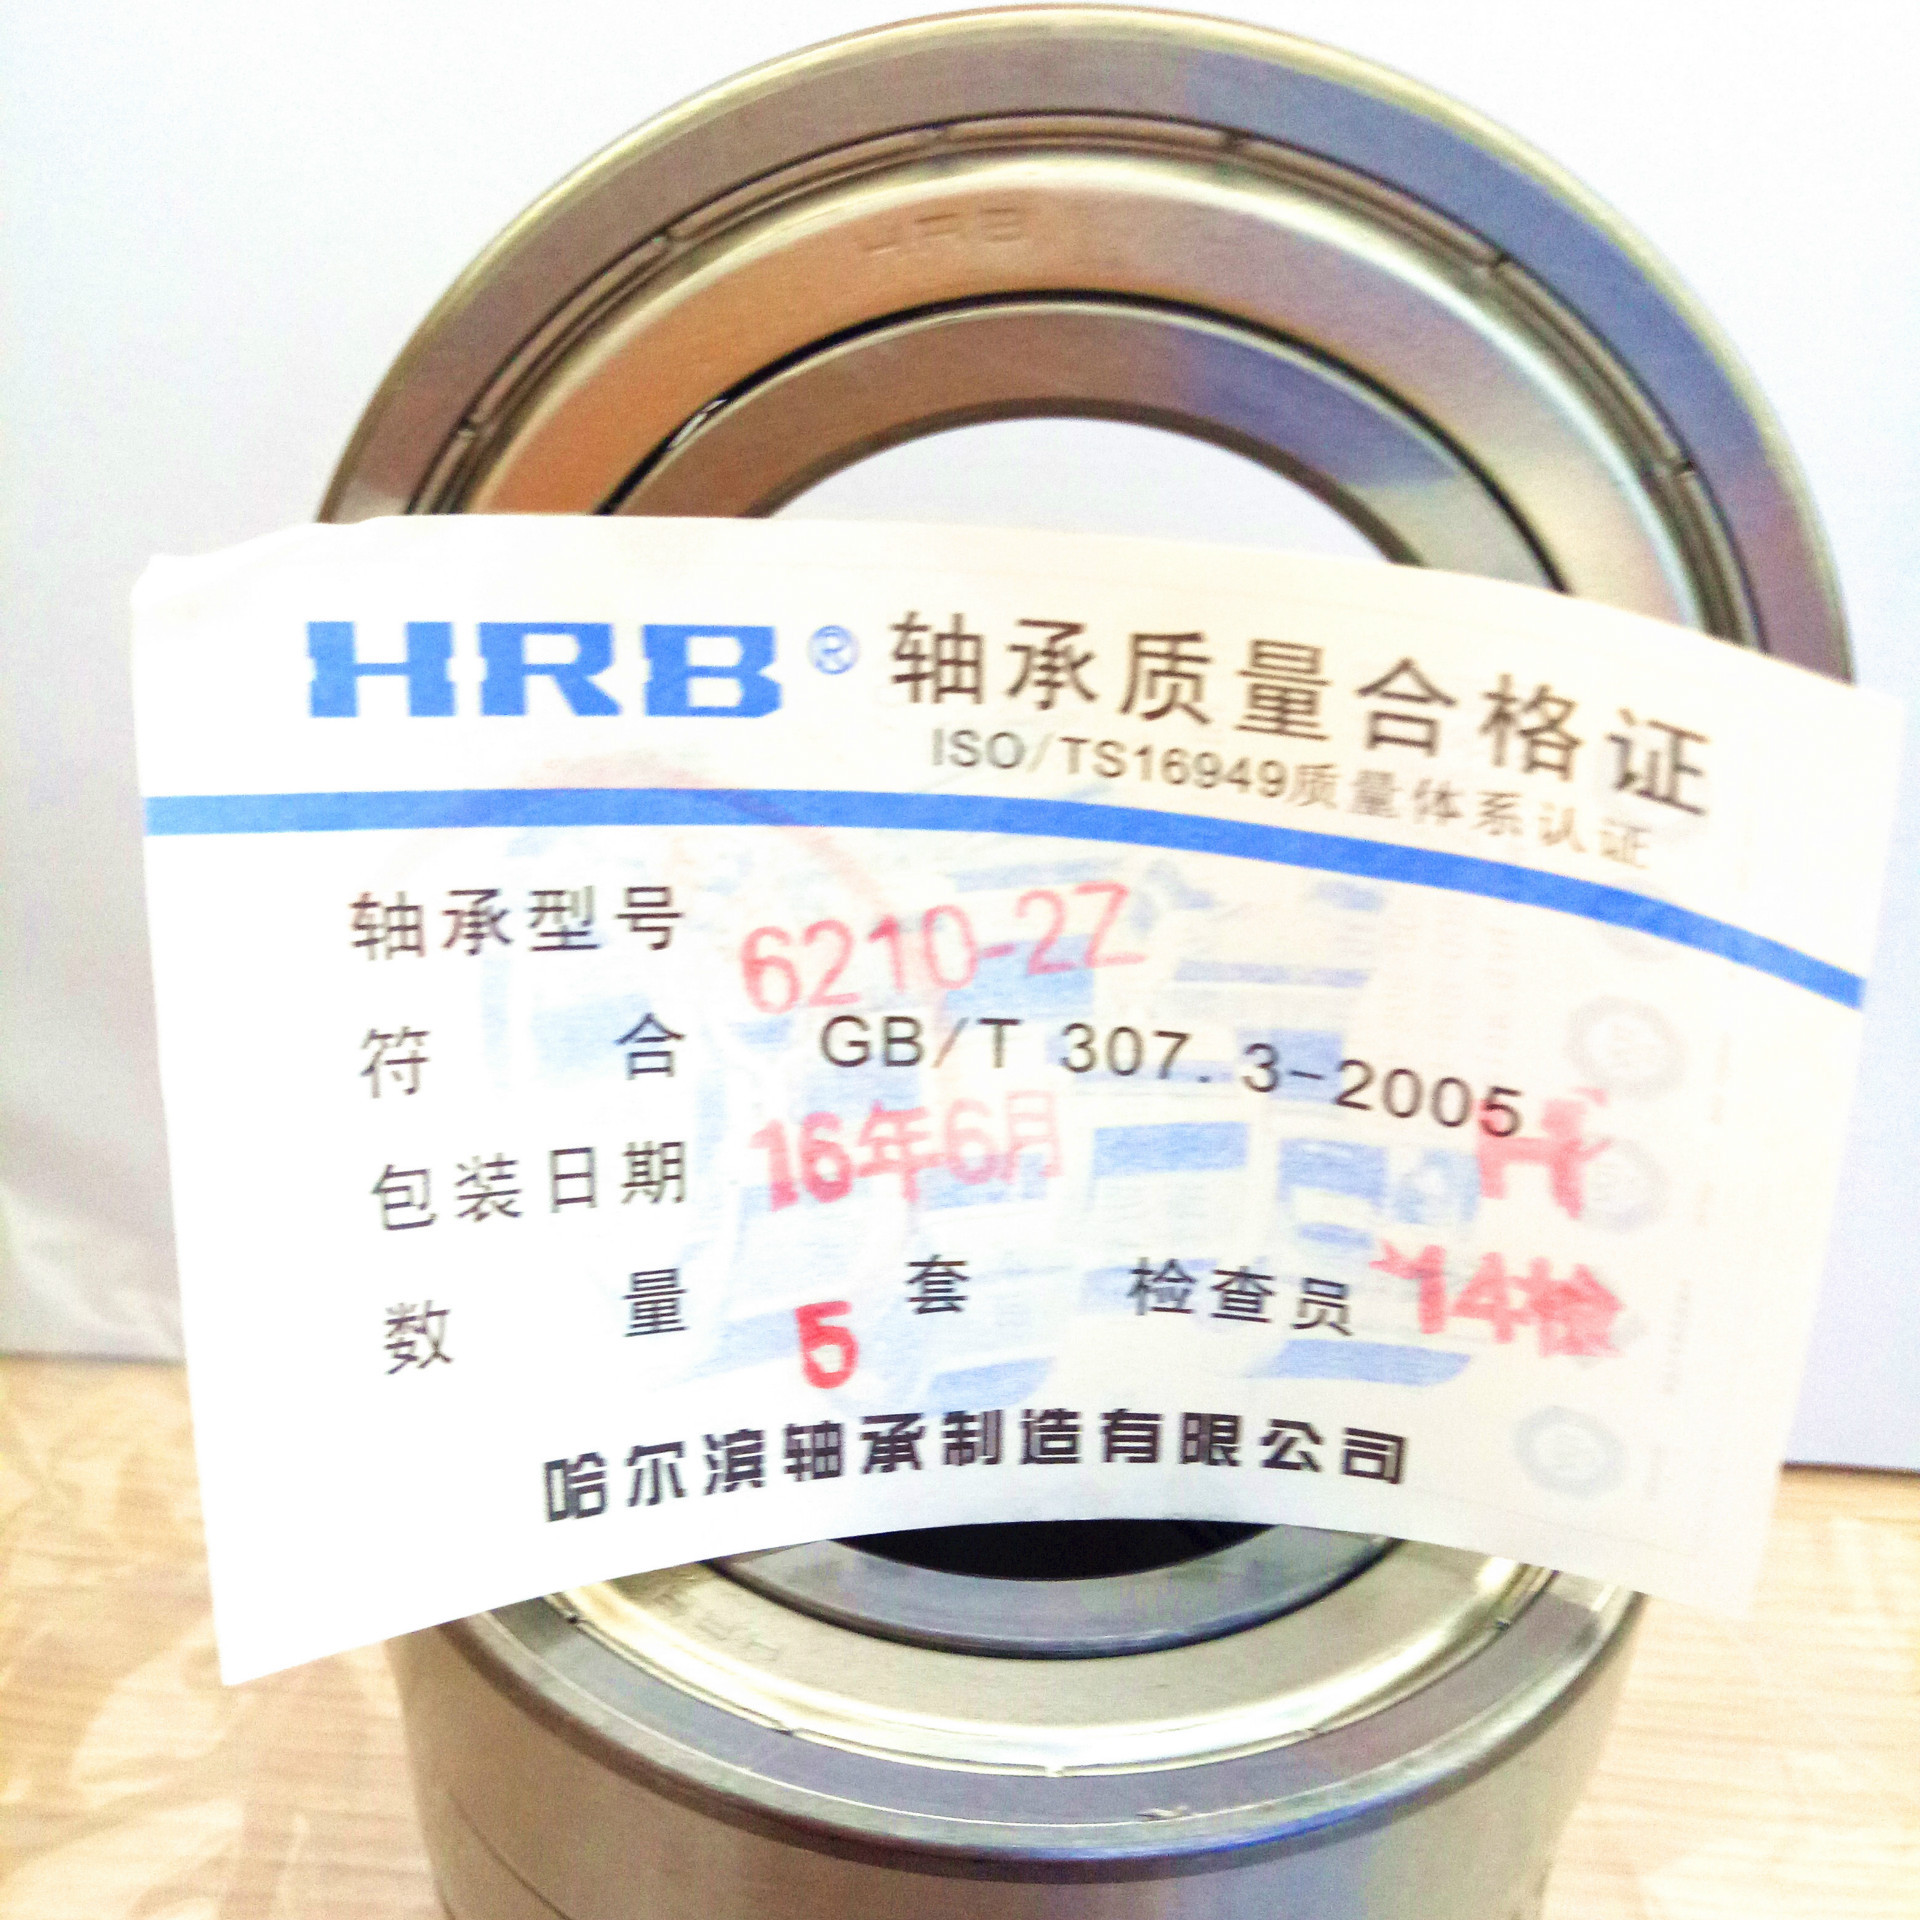 HRB
HRB® 轴承质量合格证
ISO/TS16949质量体系认证
轴承型号 6210-2Z
符合 GB/T 307.3-2005
包装日期 16年6月
数量 5 套 检查员 14检
哈尔滨轴承制造有限公司